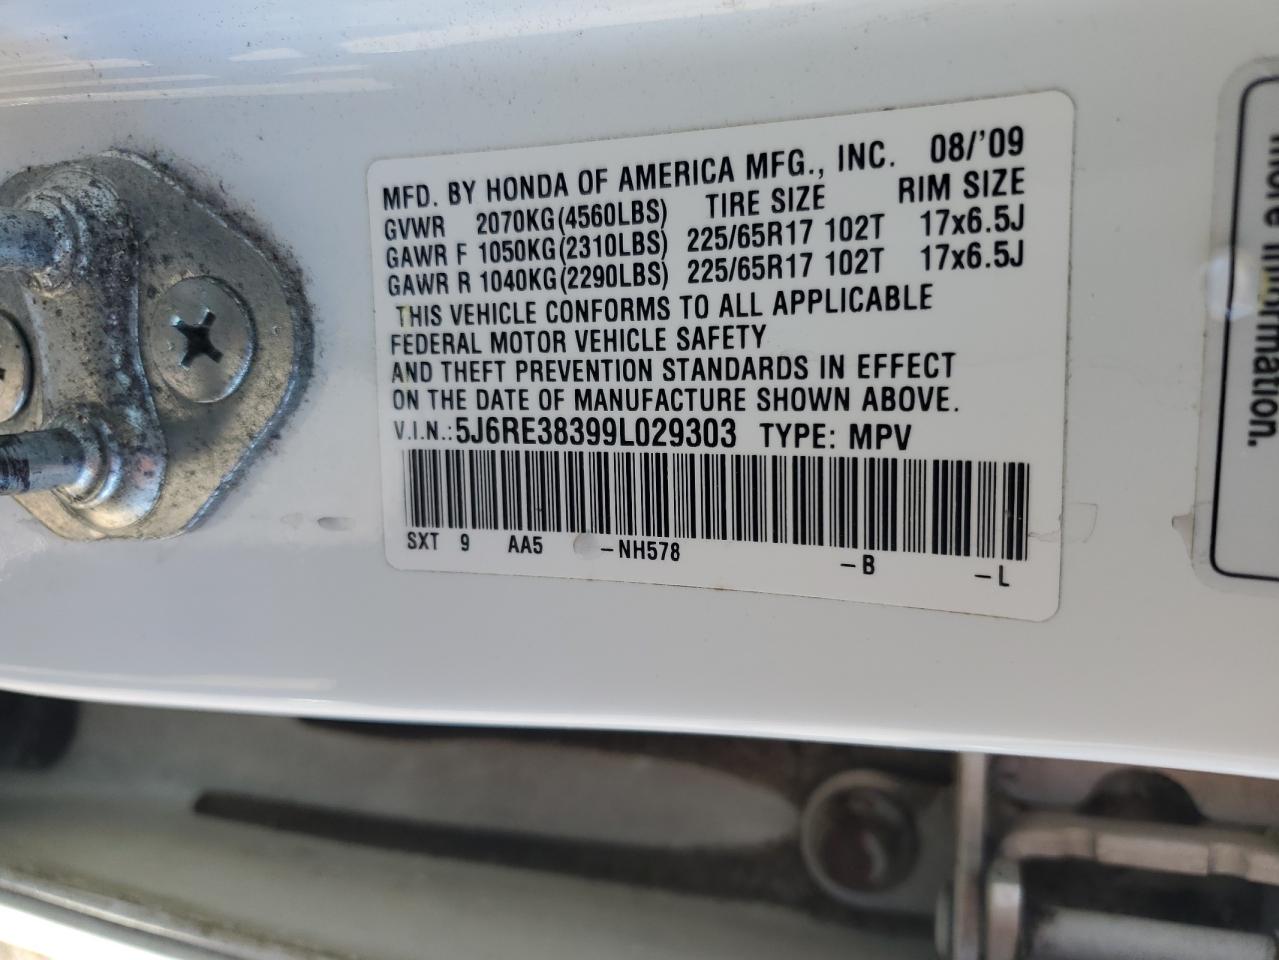 MFD. BY HONDA OF AMERICA MFG., INC. 08/'09
GVWR 2070KG(4560LBS) TIRE SIZE RIM SIZE
GAWR F 1050KG(2310LBS) 225/65R17 102T 17x6.5J
GAWR R 1040KG(2290LBS) 225/65R17 102T 17x6.5J
THIS VEHICLE CONFORMS TO ALL APPLICABLE
FEDERAL MOTOR VEHICLE SAFETY
AND THEFT PREVENTION STANDARDS IN EFFECT
ON THE DATE OF MANUFACTURE SHOWN ABOVE.
V.I.N.: 5J6RE38399L029303 TYPE: MPV
SXT 9 AA5 -NH578 -B -L
more information.